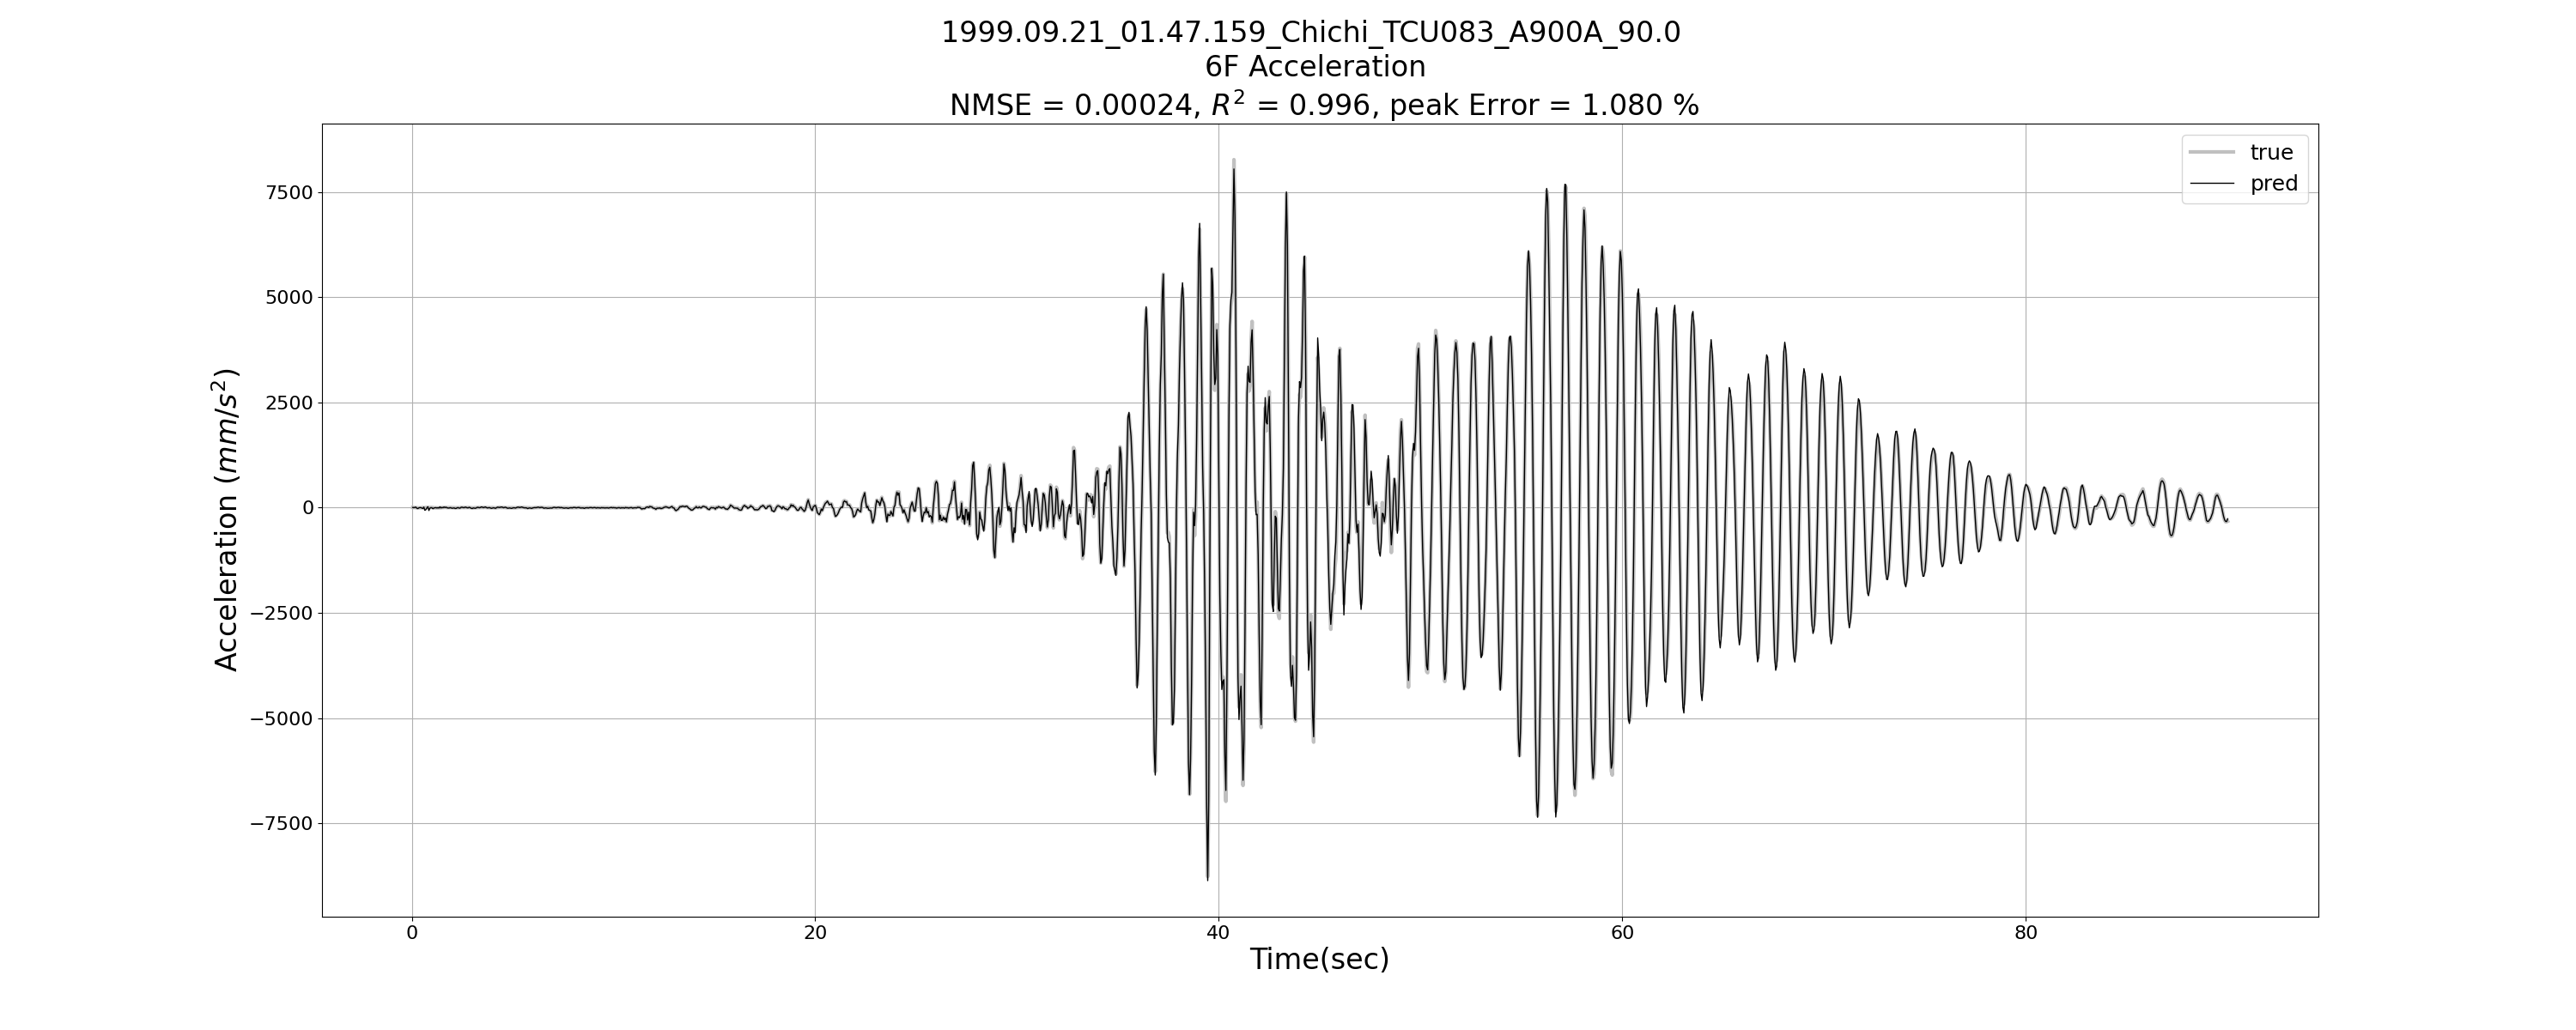 1999.09.21_01.47.159_Chichi_TCU083_A900A_90.0
6F Acceleration
NMSE = 0.00024, R² = 0.996, peak Error = 1.080 %
true
pred
7500
5000
2500
0
−2500
−5000
−7500
Acceleration (mm/s²)
0 20 40 60 80
Time(sec)